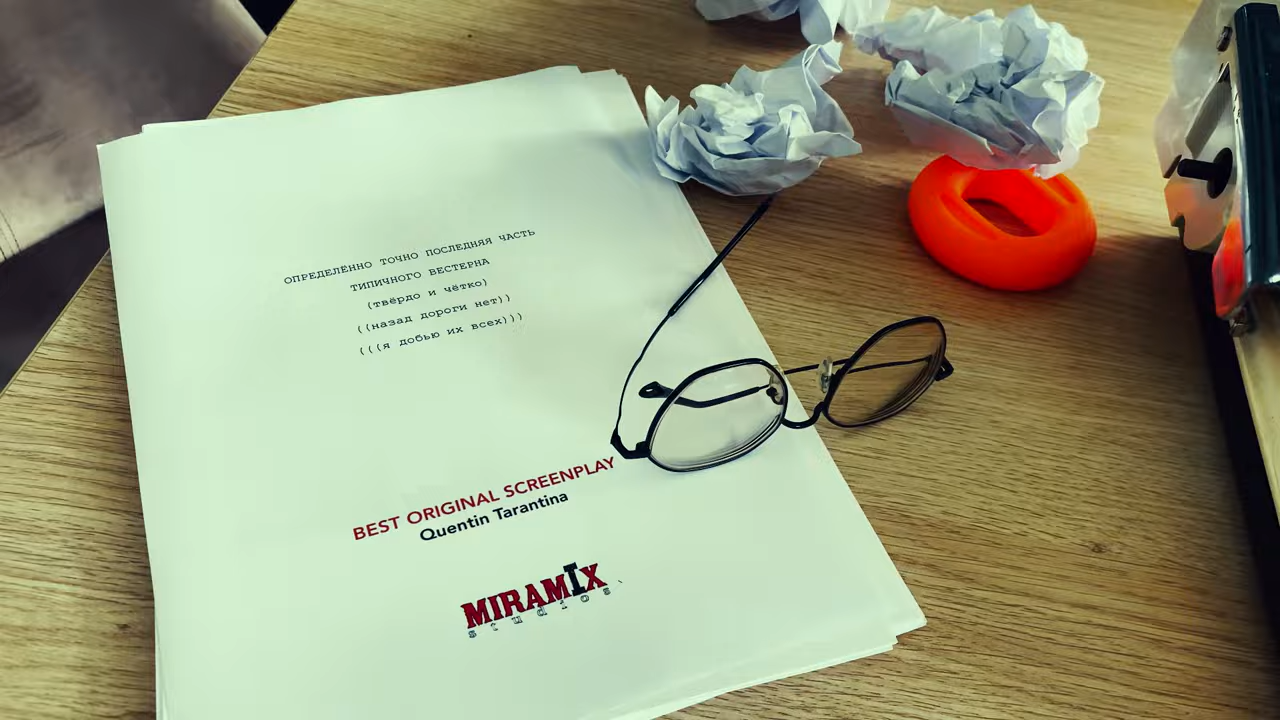 ОПРЕДЕЛЁННО ТОЧНО ПОСЛЕДНЯЯ ЧАСТЬ
ТИПИЧНОГО ВЕСТЕРНА
(твёрдо и чётко)
((назад дороги нет))
(((я добью их всех)))
BEST ORIGINAL SCREENPLAY
Quentin Tarantina
MIRAMIX
studios